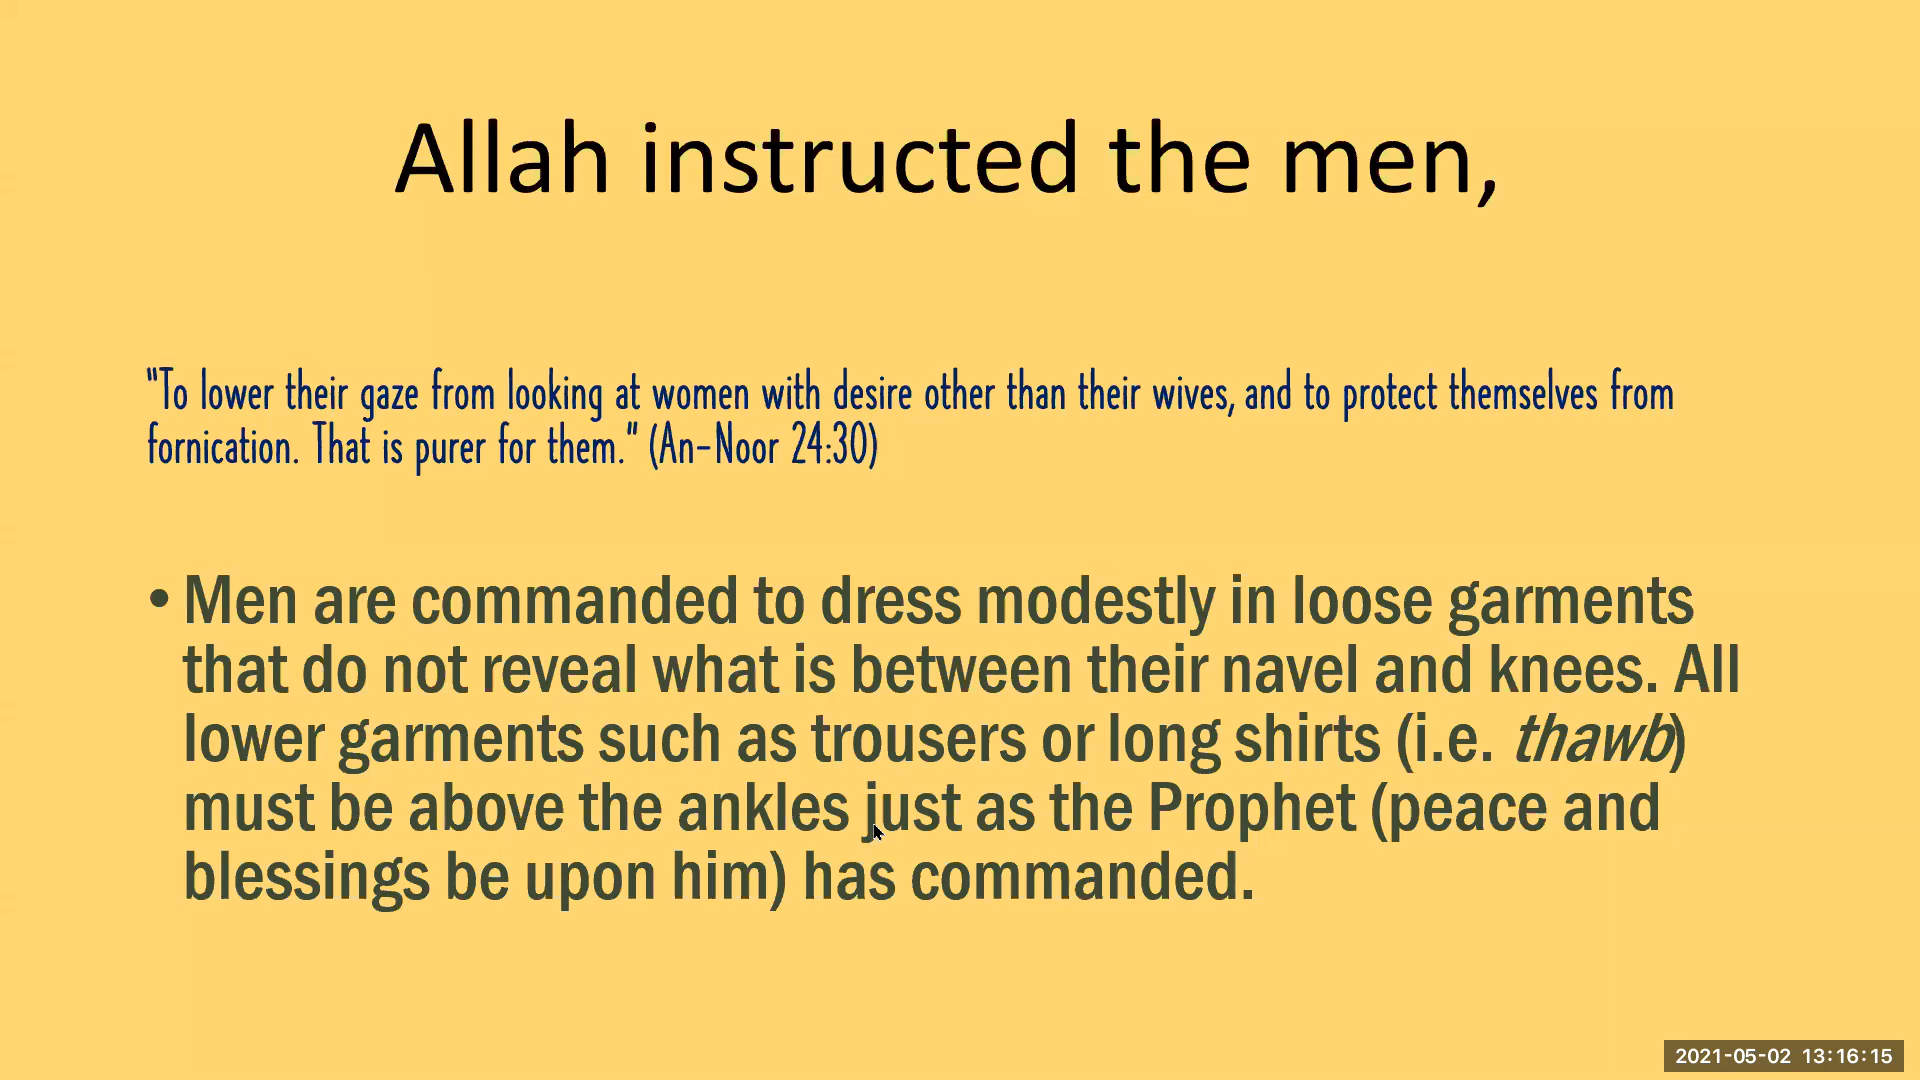 Allah instructed the men,
"To lower their gaze from looking at women with desire other than their wives, and to protect themselves from
fornication. That is purer for them." (An-Noor 24:30)
• Men are commanded to dress modestly in loose garments
that do not reveal what is between their navel and knees. All
lower garments such as trousers or long shirts (i.e. thawb)
must be above the ankles just as the Prophet (peace and
blessings be upon him) has commanded.
2021-05-02 13:16:15